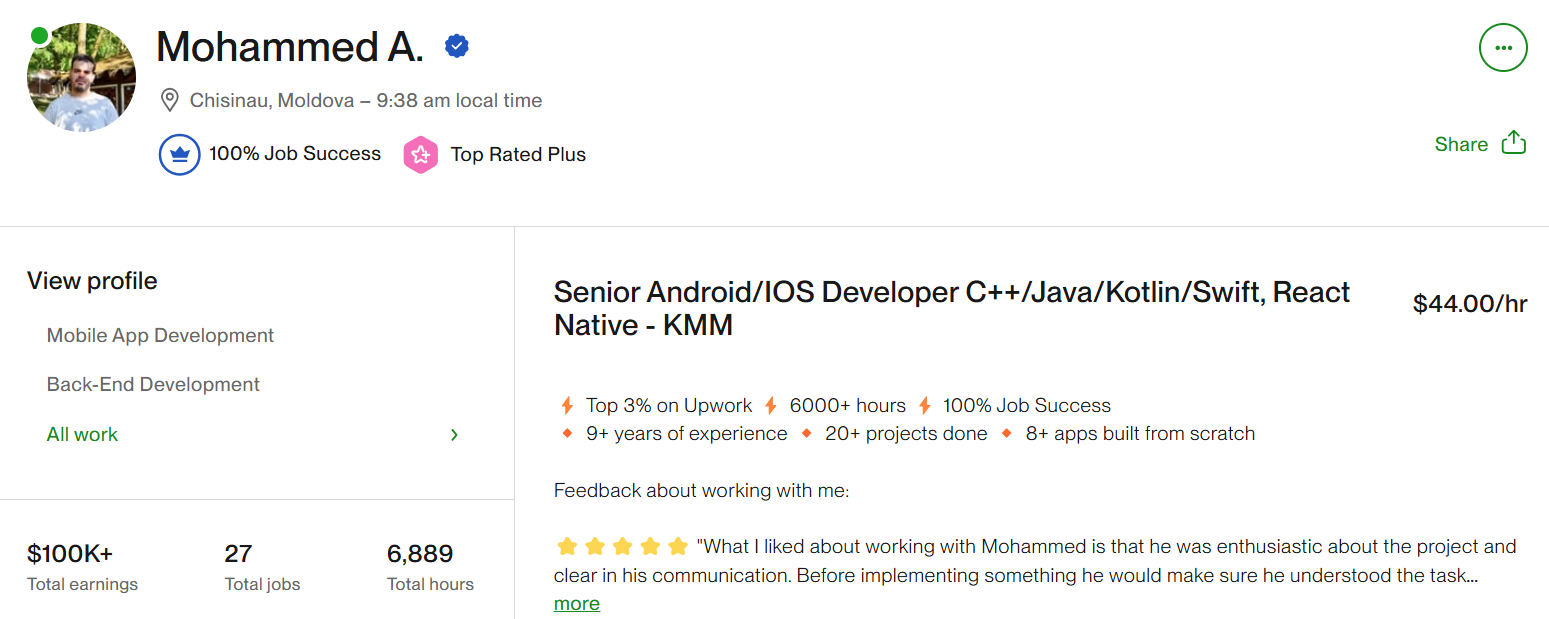 Mohammed A.
Chisinau, Moldova – 9:38 am local time
100% Job Success
Top Rated Plus
Share
View profile
Mobile App Development
Back-End Development
All work
$100K+
Total earnings
27
Total jobs
6,889
Total hours
Senior Android/IOS Developer C++/Java/Kotlin/Swift, React
Native - KMM
$44.00/hr
Top 3% on Upwork 6000+ hours 100% Job Success
9+ years of experience 20+ projects done 8+ apps built from scratch
Feedback about working with me:
"What I liked about working with Mohammed is that he was enthusiastic about the project and
clear in his communication. Before implementing something he would make sure he understood the task...
more